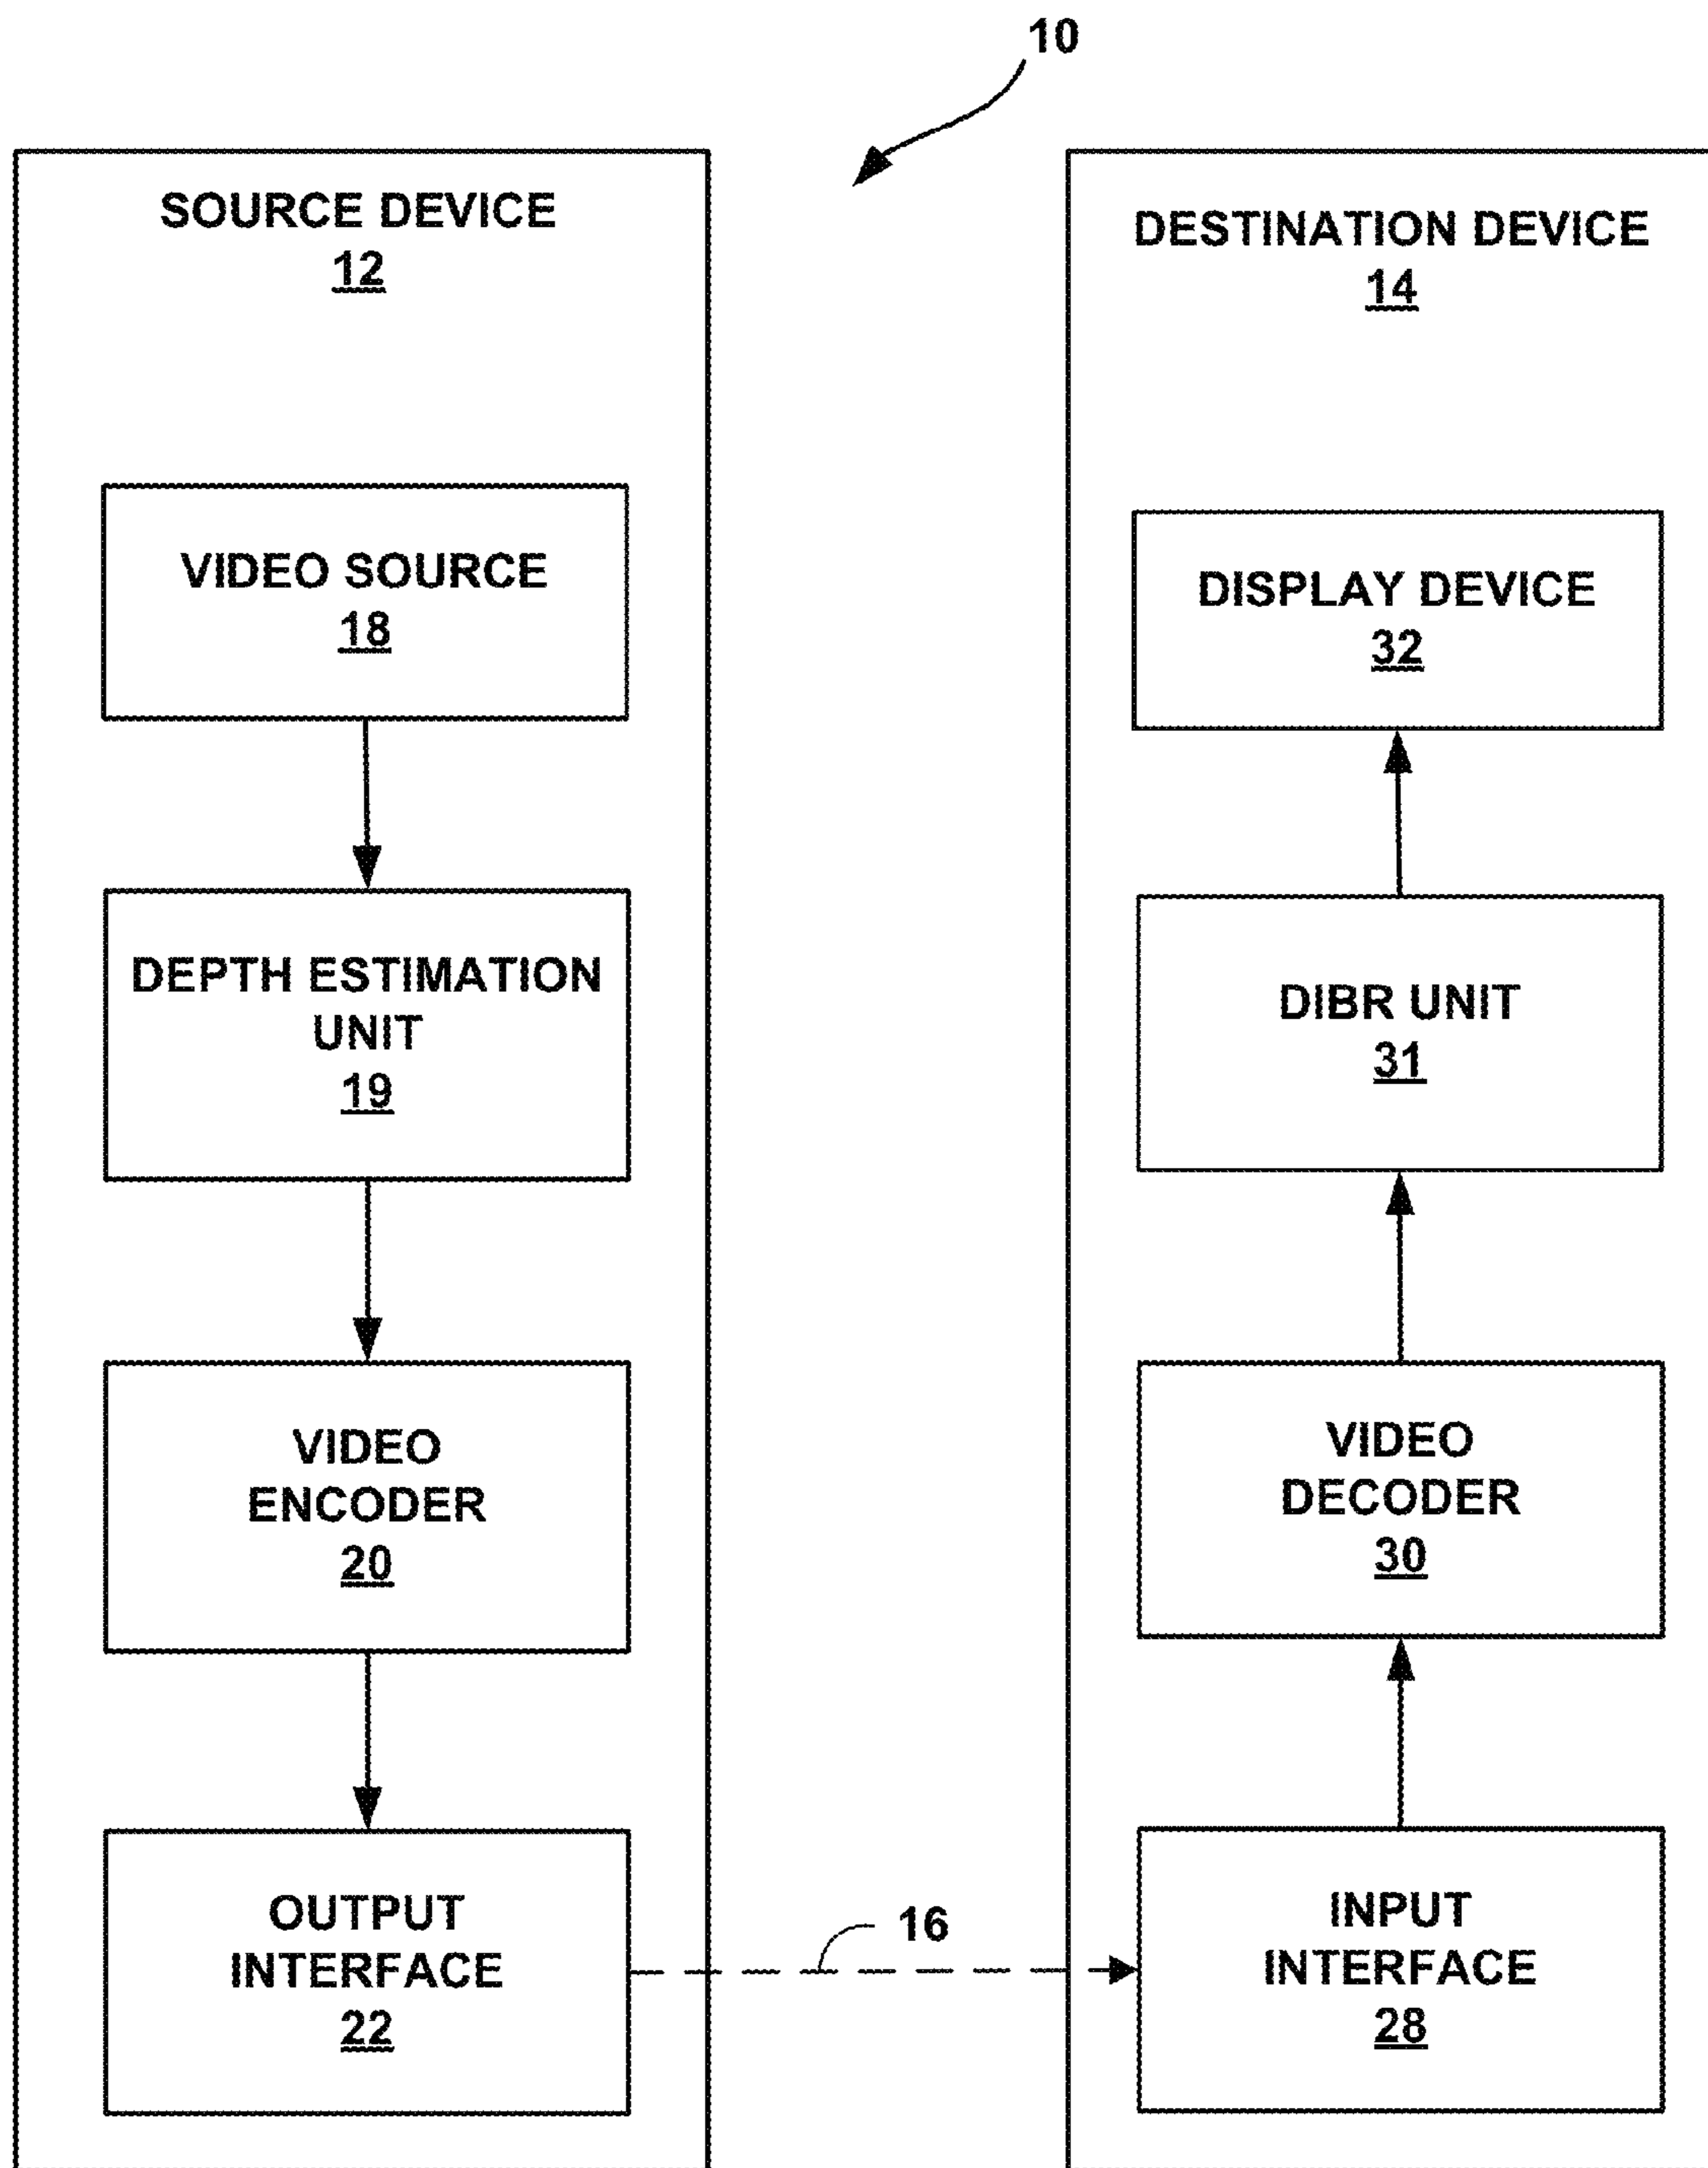 10
SOURCE DEVICE
12
VIDEO SOURCE
18
DEPTH ESTIMATION
UNIT
19
VIDEO
ENCODER
20
OUTPUT
INTERFACE
22
16
DESTINATION DEVICE
14
DISPLAY DEVICE
32
DIBR UNIT
31
VIDEO
DECODER
30
INPUT
INTERFACE
28